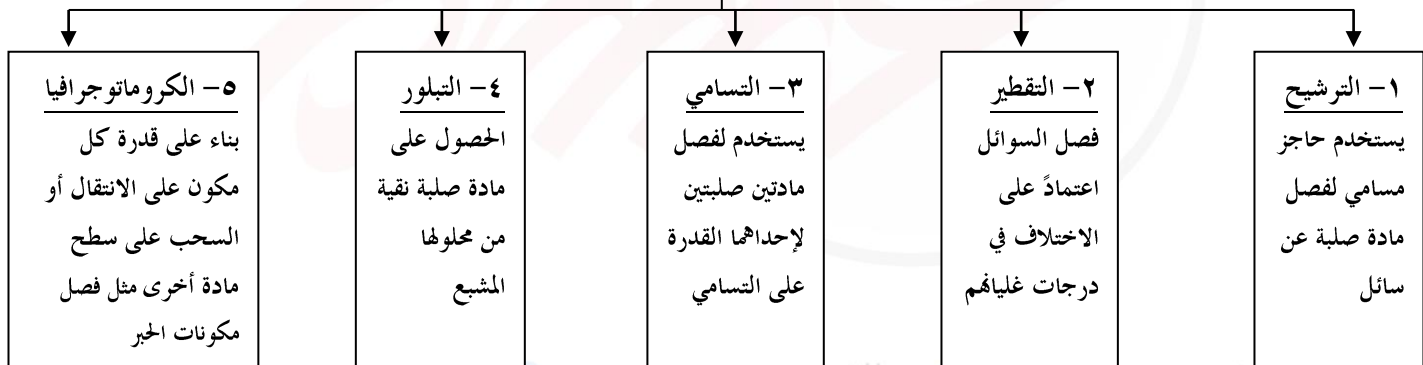 ١– الترشيح
يستخدم حاجز
مسامي لفصل
مادة صلبة عن
سائل
٢– التقطير
فصل السوائل
اعتمادً على
الاختلاف في
درجات غليانهم
٣– التسامي
يستخدم لفصل
مادتين صلبتين
لإحداهما القدرة
على التسامي
٤– التبلور
الحصول على
مادة صلبة نقية
من محلولها
المشبع
٥– الكروماتوجرافيا
بناء على قدرة كل
مكون على الانتقال أو
السحب على سطح
مادة أخرى مثل فصل
مكونات الحبر